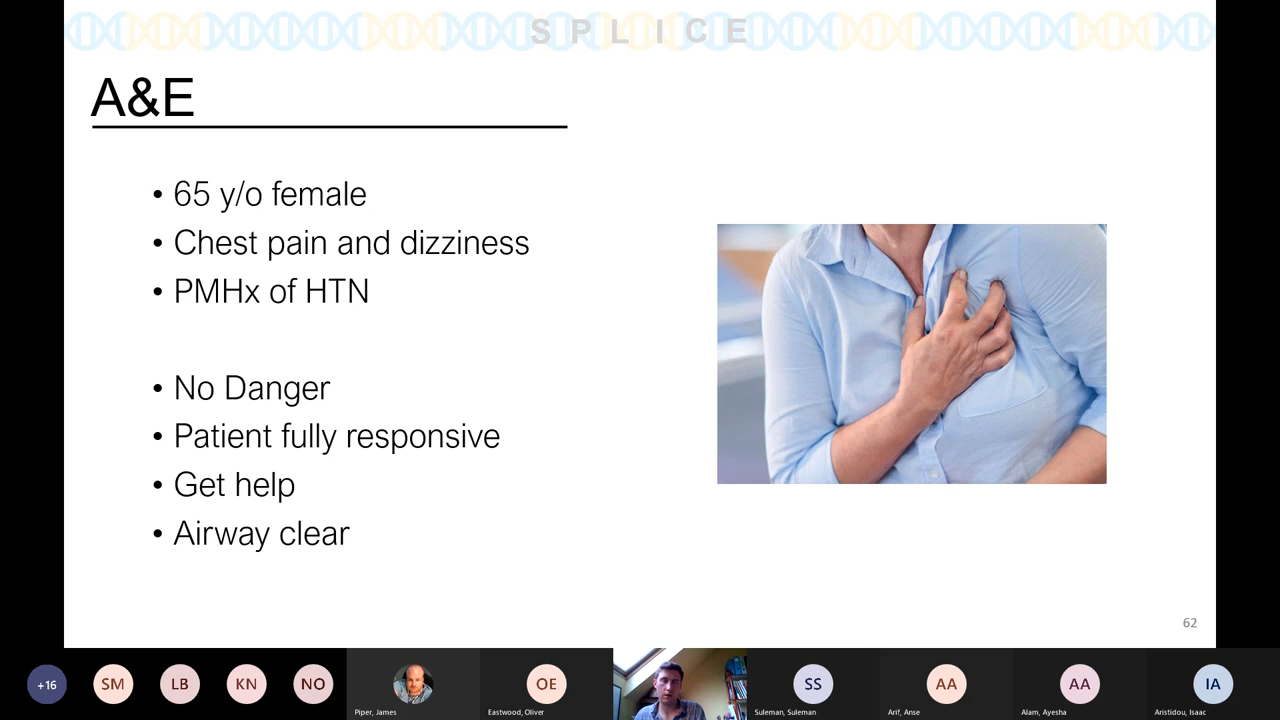 S P L I C E
A&E
• 65 y/o female
• Chest pain and dizziness
• PMHx of HTN
• No Danger
• Patient fully responsive
• Get help
• Airway clear
62
+16
SM
LB
KN
NO
Piper, James
OE
Eastwood, Oliver
SS
Suleman, Suleman
AA
Arif, Anse
AA
Alam, Ayesha
IA
Aristidou, Isaac